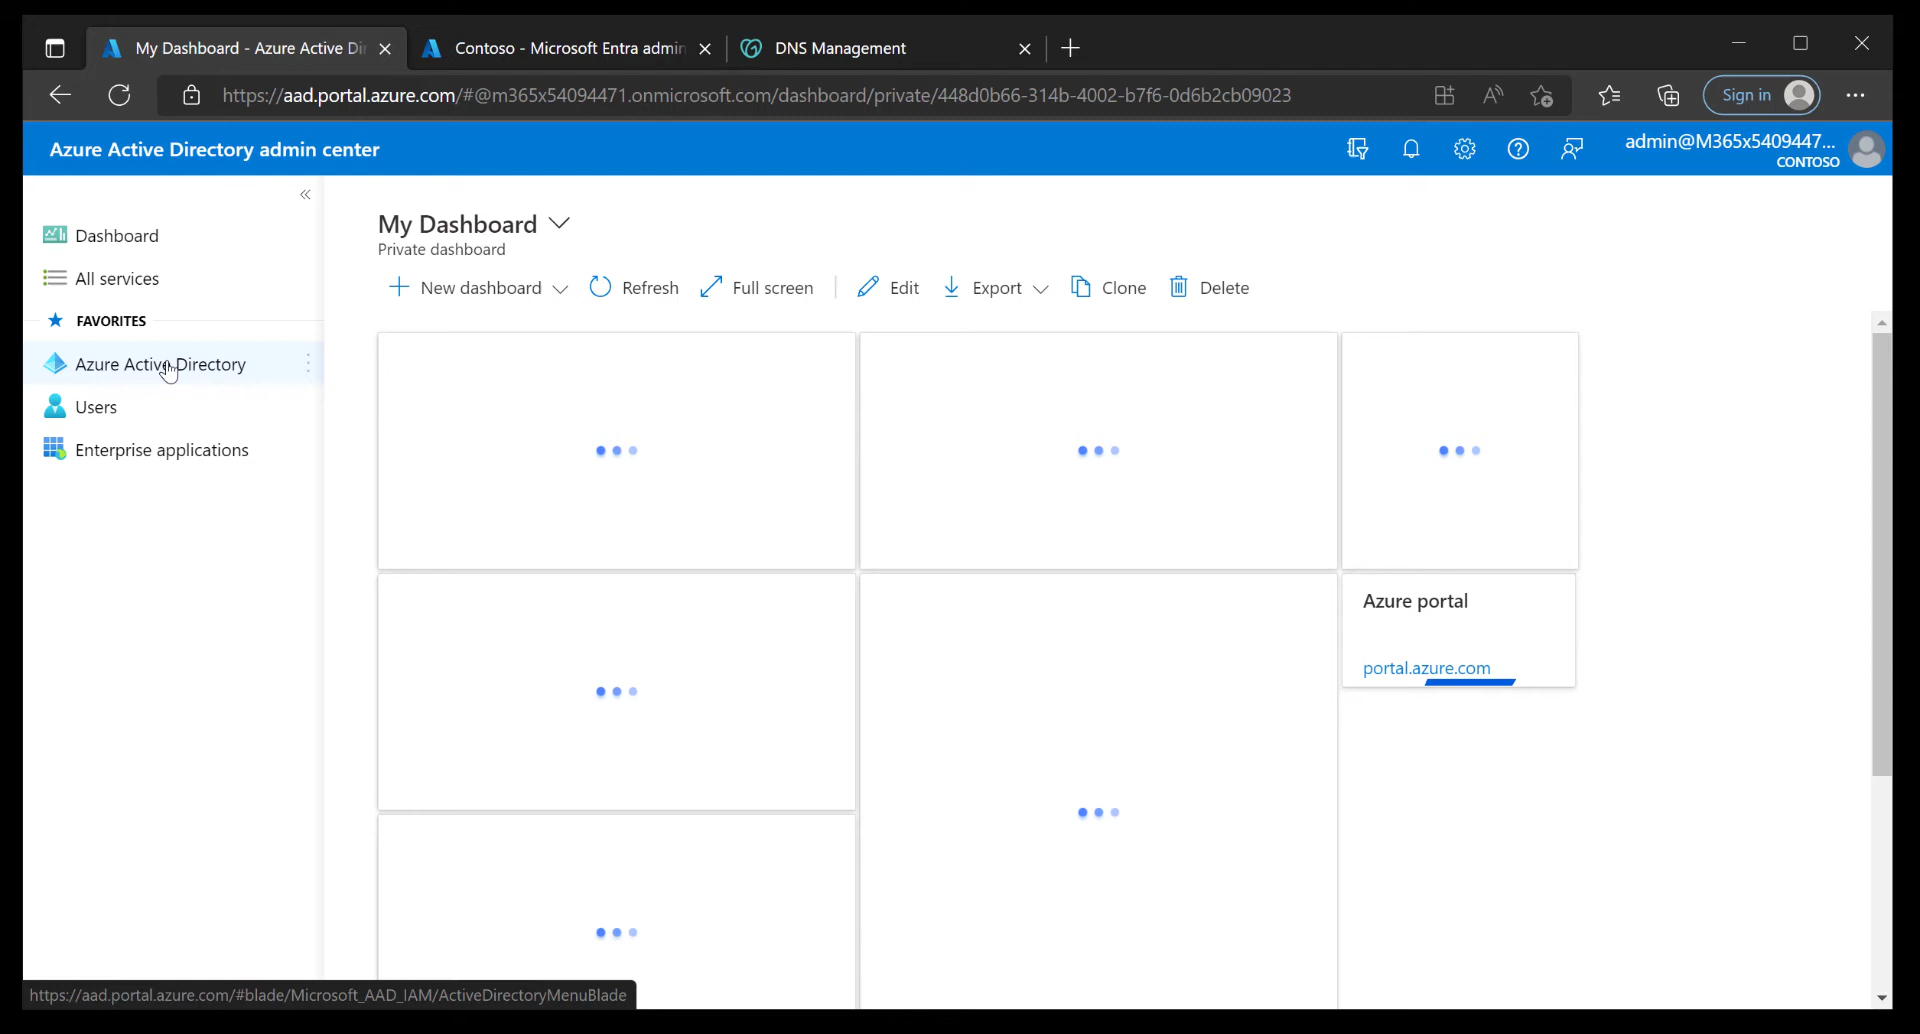 My Dashboard - Azure Active Di
Contoso - Microsoft Entra admin
DNS Management
https://aad.portal.azure.com/#@m365x54094471.onmicrosoft.com/dashboard/private/448d0b66-314b-4002-b7f6-0d6b2cb09023
Sign in
Azure Active Directory admin center
admin@M365x5409447...
CONTOSO
Dashboard
All services
FAVORITES
Azure Active Directory
Users
Enterprise applications
My Dashboard
Private dashboard
New dashboard
Refresh
Full screen
Edit
Export
Clone
Delete
Azure portal
portal.azure.com
https://aad.portal.azure.com/#blade/Microsoft_AAD_IAM/ActiveDirectoryMenuBlade